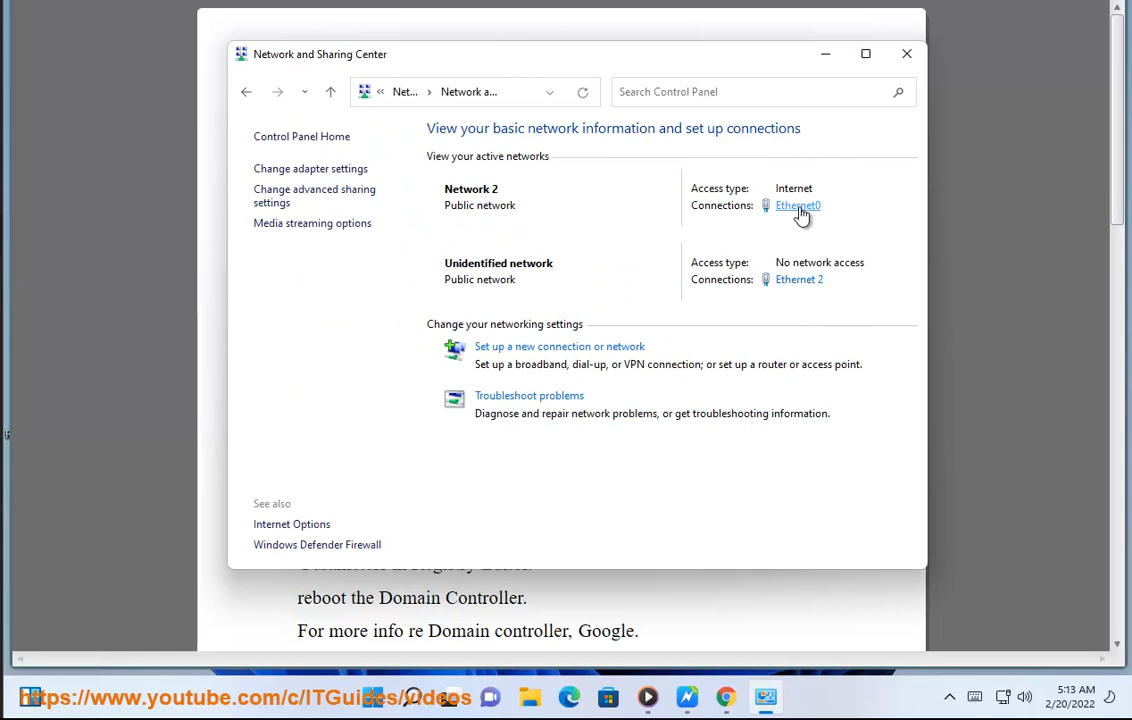 Network and Sharing Center
« Net... › Network a...
Search Control Panel
Control Panel Home
Change adapter settings
Change advanced sharing
settings
Media streaming options
See also
Internet Options
Windows Defender Firewall
View your basic network information and set up connections
View your active networks
Network 2
Public network
Access type: Internet
Connections: Ethernet0
Unidentified network
Public network
Access type: No network access
Connections: Ethernet 2
Change your networking settings
Set up a new connection or network
Set up a broadband, dial-up, or VPN connection; or set up a router or access point.
Troubleshoot problems
Diagnose and repair network problems, or get troubleshooting information.
reboot the Domain Controller.
For more info re Domain controller, Google.
https://www.youtube.com/c/ITGuides/videos
5:13 AM
2/20/2022